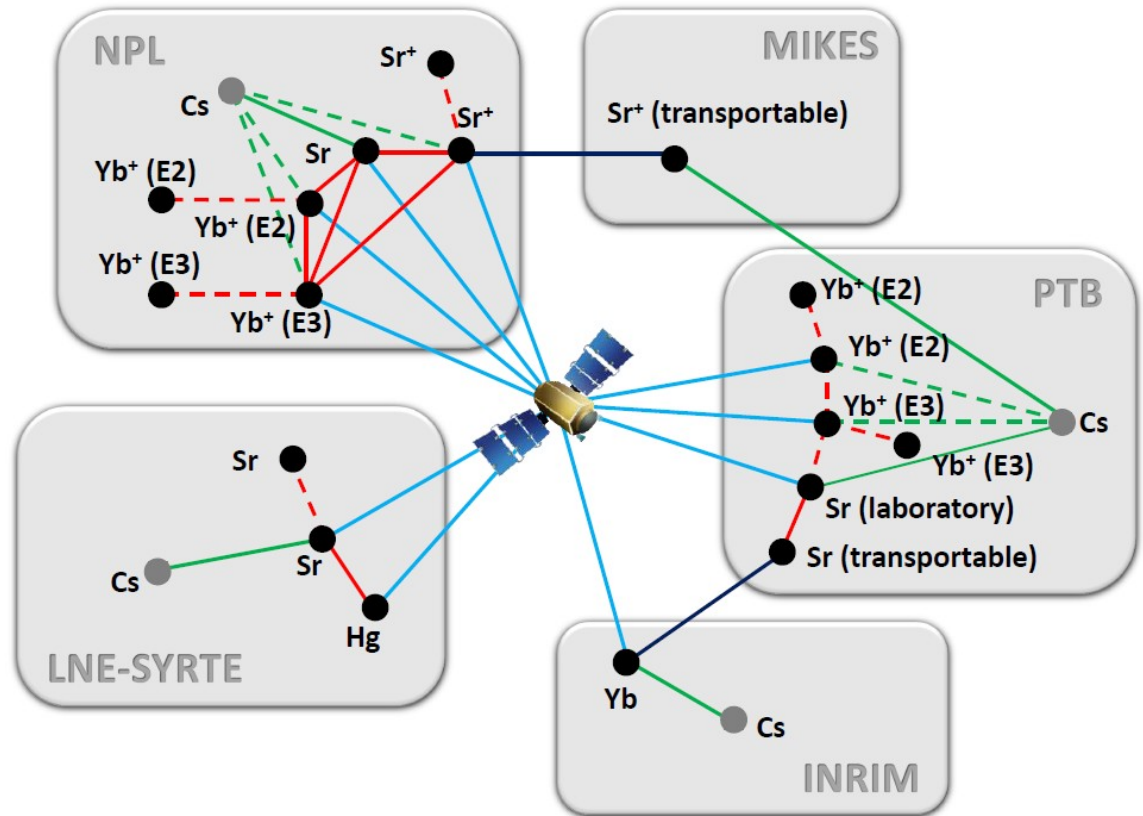 NPL
Sr⁺
Cs
Sr⁺
Sr
Yb⁺ (E2)
Yb⁺ (E2)
Yb⁺ (E3)
Yb⁺ (E3)
MIKES
Sr⁺ (transportable)
PTB
Yb⁺ (E2)
Yb⁺ (E2)
Yb⁺ (E3)
Cs
Yb⁺ (E3)
Sr (laboratory)
Sr (transportable)
Sr
Sr
Cs
Hg
LNE-SYRTE
Yb
Cs
INRIM